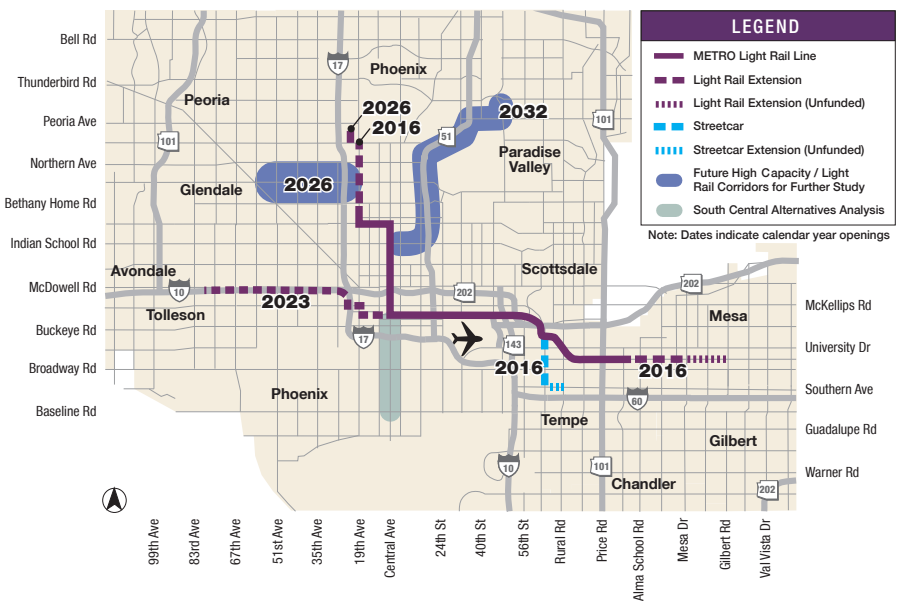 LEGEND
METRO Light Rail Line
Light Rail Extension
Light Rail Extension (Unfunded)
Streetcar
Streetcar Extension (Unfunded)
Future High Capacity / Light
Rail Corridors for Further Study
South Central Alternatives Analysis
Note: Dates indicate calendar year openings
Bell Rd
Thunderbird Rd
Peoria Ave
Northern Ave
Bethany Home Rd
Indian School Rd
McDowell Rd
Buckeye Rd
Broadway Rd
Baseline Rd
17
Phoenix
Peoria
2026
2016
2032
101
51
101
Paradise
Valley
Glendale
2026
Avondale
Scottsdale
10
2023
202
202
Tolleson
Mesa
17
143
2016
2016
Phoenix
60
Tempe
Gilbert
10
101
Chandler
202
McKellips Rd
University Dr
Southern Ave
Guadalupe Rd
Warner Rd
99th Ave
83rd Ave
67th Ave
51st Ave
35th Ave
19th Ave
Central Ave
24th St
40th St
56th St
Rural Rd
Price Rd
Alma School Rd
Mesa Dr
Gilbert Rd
Val Vista Dr